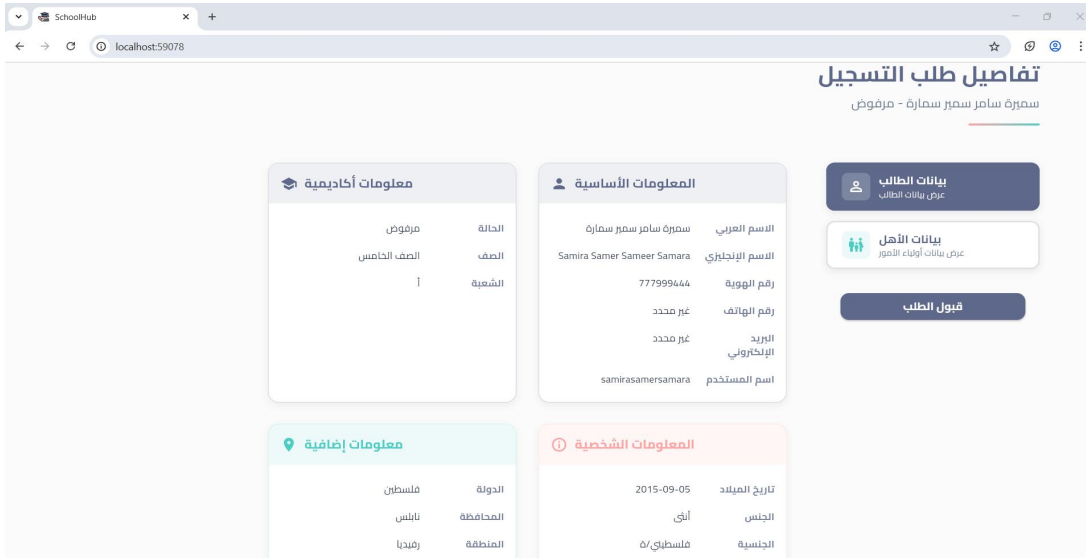 SchoolHub
localhost:59078
تفاصيل طلب التسجيل
سميرة سامر سمير سمارة - مرفوض
بيانات الطالب
عرض بيانات الطالب
بيانات الأهل
عرض بيانات أولياء الأمور
قبول الطلب
المعلومات الأساسية
الاسم العربي سميرة سامر سمير سمارة
الاسم الإنجليزي Samira Samer Sameer Samara
رقم الهوية 777999444
رقم الهاتف غير محدد
البريد الإلكتروني غير محدد
اسم المستخدم samirasamersamara
معلومات أكاديمية
الحالة مرفوض
الصف الصف الخامس
الشعبة أ
المعلومات الشخصية
تاريخ الميلاد 2015-09-05
الجنس أنثى
الجنسية فلسطيني/ة
معلومات إضافية
الدولة فلسطين
المحافظة نابلس
المنطقة رفيديا